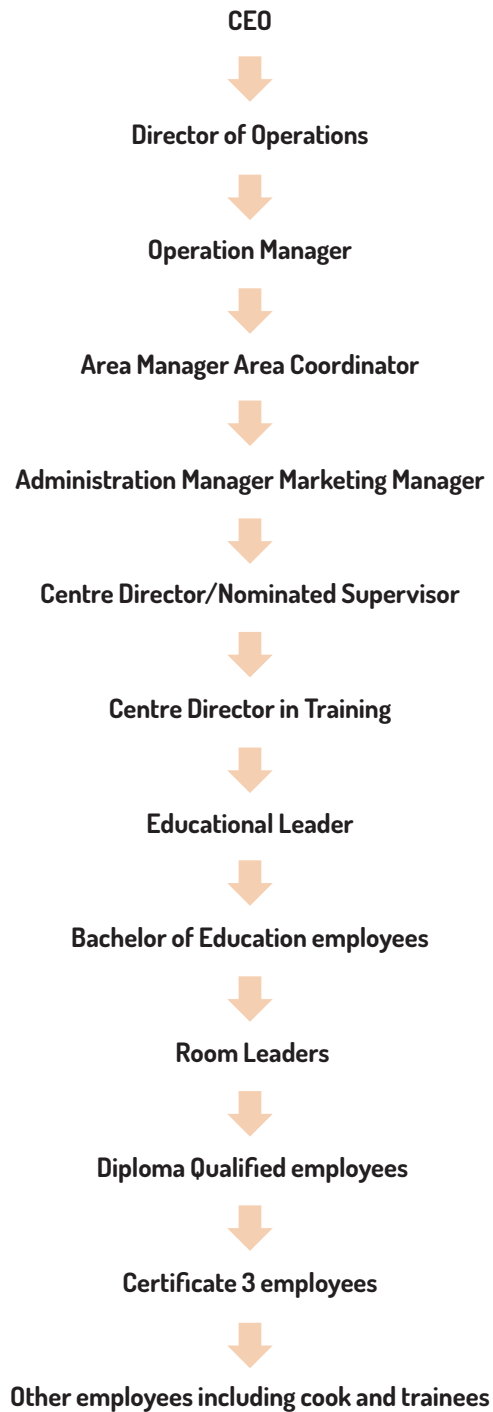 CEO
Director of Operations
Operation Manager
Area Manager Area Coordinator
Administration Manager Marketing Manager
Centre Director/Nominated Supervisor
Centre Director in Training
Educational Leader
Bachelor of Education employees
Room Leaders
Diploma Qualified employees
Certificate 3 employees
Other employees including cook and trainees